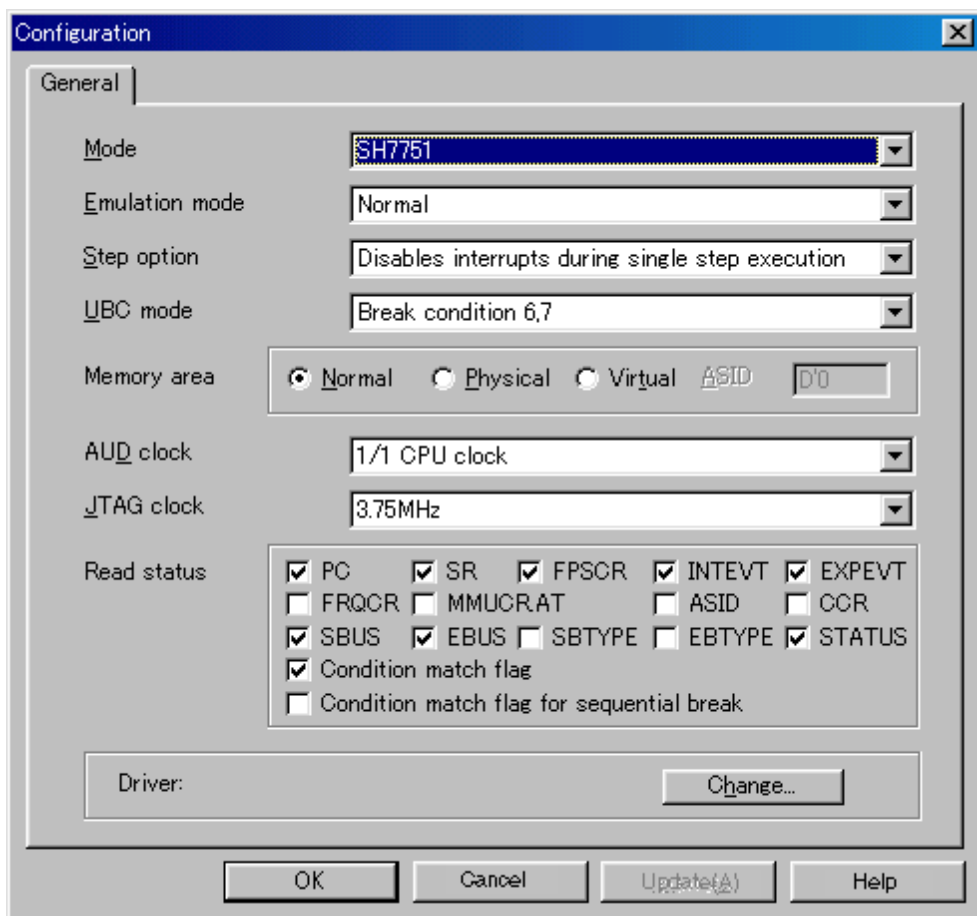 Configuration
General
Mode SH7751
Emulation mode Normal
Step option Disables interrupts during single step execution
UBC mode Break condition 6,7
Memory area Normal Physical Virtual ASID D'0
AUD clock 1/1 CPU clock
JTAG clock 3.75MHz
Read status PC SR FPSCR INTEVT EXPEVT
FRQCR MMUCR.AT ASID CCR
SBUS EBUS SBTYPE EBTYPE STATUS
Condition match flag
Condition match flag for sequential break
Driver: Change...
OK Cancel Update(A) Help